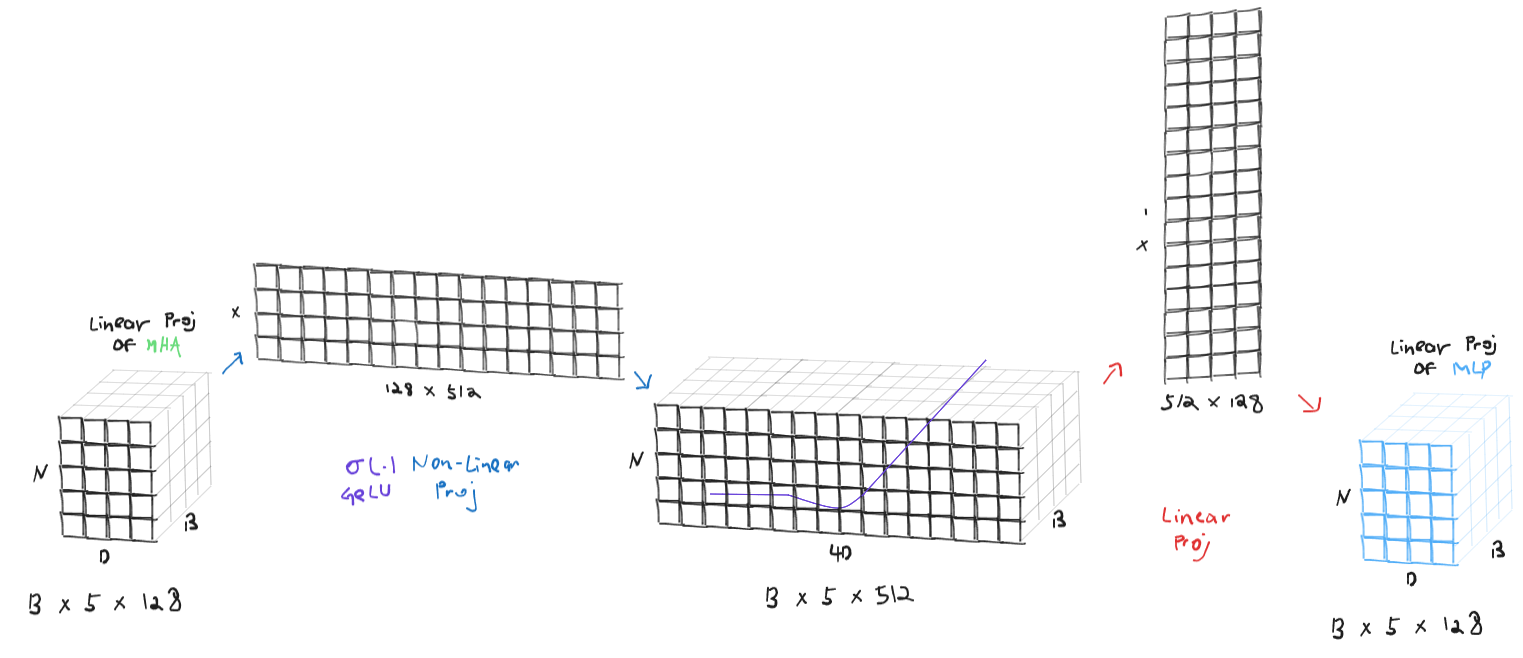 Linear Proj
OF MHA
N
D
B
B x 5 x 128
x
128 x 512
σ(.) Non-Linear
GELU Proj
N
4D
B
B x 5 x 512
x
512 x 128
Linear
Proj
Linear Proj
OF MLP
N
D
B
B x 5 x 128